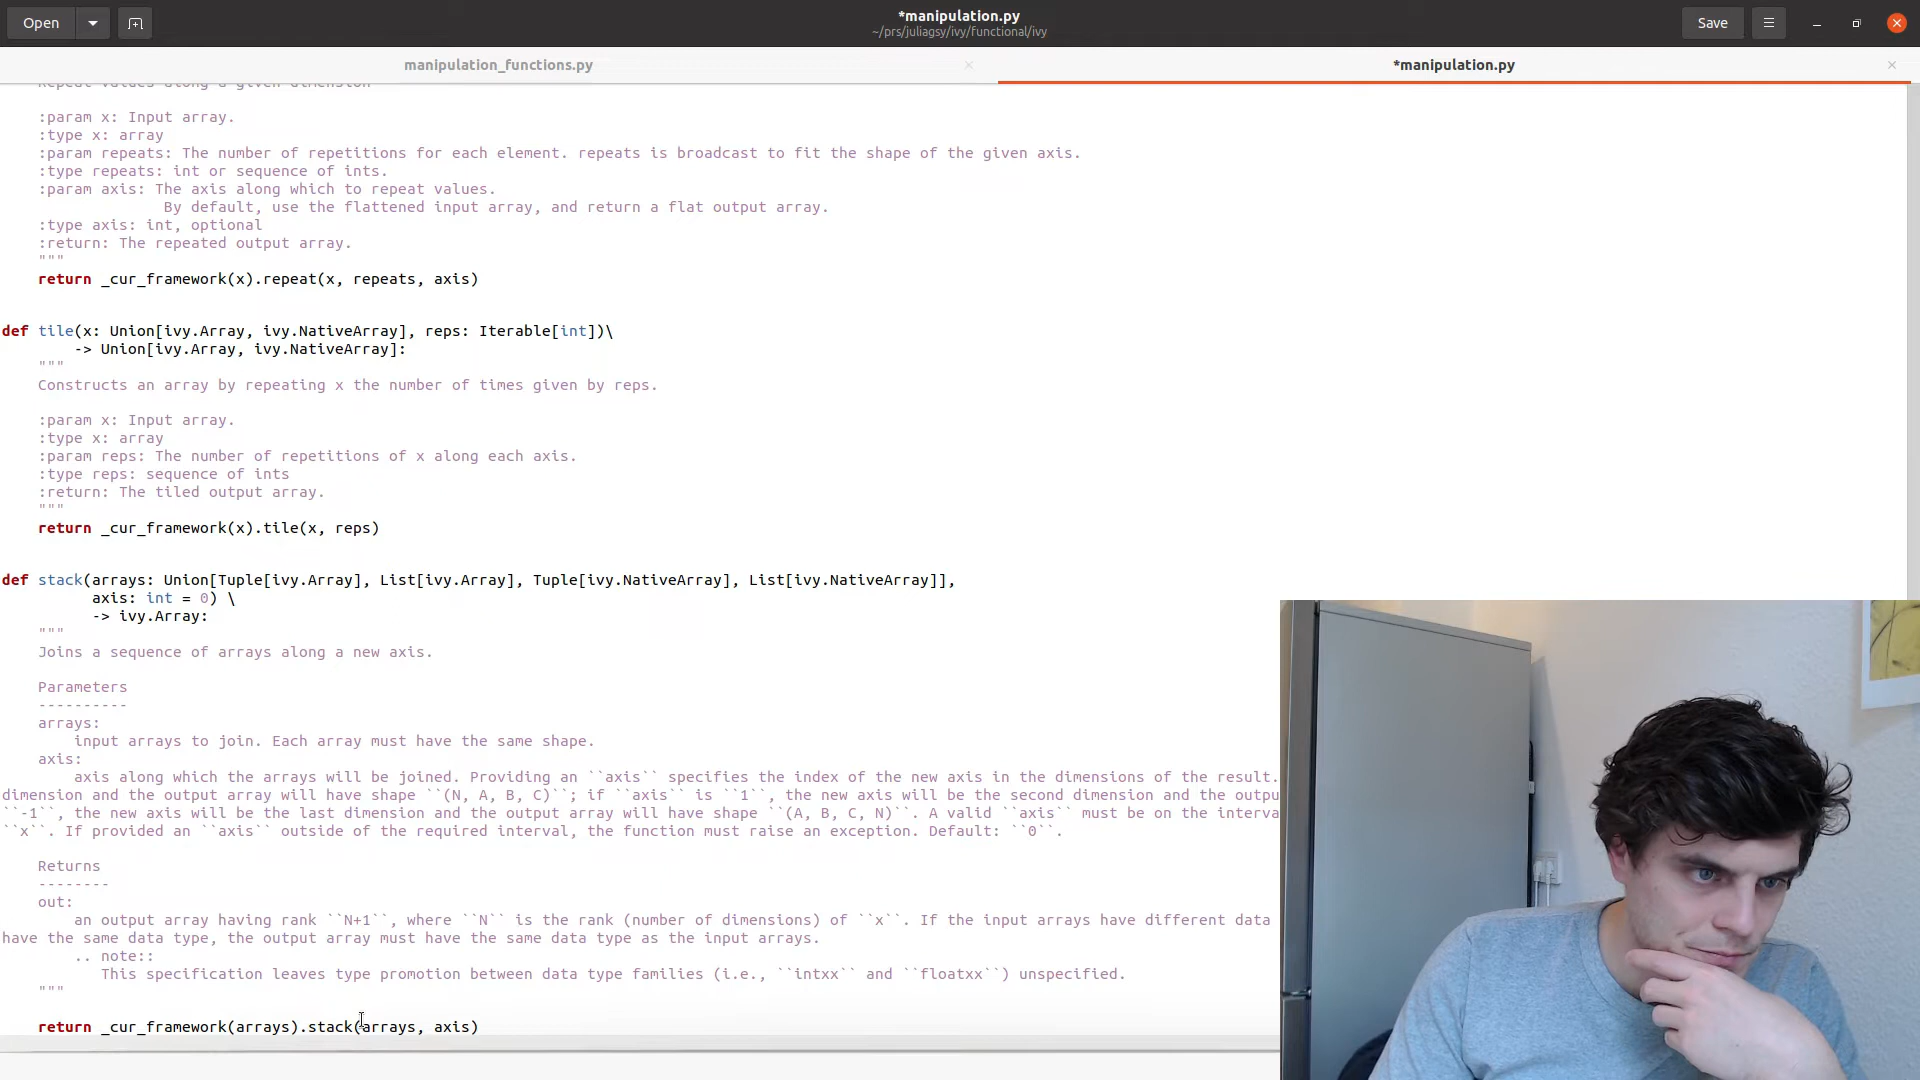 Open
*manipulation.py
~/prs/juliagsy/ivy/functional/ivy
Save
manipulation_functions.py
*manipulation.py
Repeat values along a given dimension
:param x: Input array.
:type x: array
:param repeats: The number of repetitions for each element. repeats is broadcast to fit the shape of the given axis.
:type repeats: int or sequence of ints.
:param axis: The axis along which to repeat values.
By default, use the flattened input array, and return a flat output array.
:type axis: int, optional
:return: The repeated output array.
"""
return _cur_framework(x).repeat(x, repeats, axis)
def tile(x: Union[ivy.Array, ivy.NativeArray], reps: Iterable[int])\
-> Union[ivy.Array, ivy.NativeArray]:
"""
Constructs an array by repeating x the number of times given by reps.
:param x: Input array.
:type x: array
:param reps: The number of repetitions of x along each axis.
:type reps: sequence of ints
:return: The tiled output array.
"""
return _cur_framework(x).tile(x, reps)
def stack(arrays: Union[Tuple[ivy.Array], List[ivy.Array], Tuple[ivy.NativeArray], List[ivy.NativeArray]],
axis: int = 0) \
-> ivy.Array:
"""
Joins a sequence of arrays along a new axis.
Parameters
----------
arrays:
input arrays to join. Each array must have the same shape.
axis:
axis along which the arrays will be joined. Providing an ``axis`` specifies the index of the new axis in the dimensions of the result.
dimension and the output array will have shape ``(N, A, B, C)``; if ``axis`` is ``1``, the new axis will be the second dimension and the outpu
``-1``, the new axis will be the last dimension and the output array will have shape ``(A, B, C, N)``. A valid ``axis`` must be on the interva
``x``. If provided an ``axis`` outside of the required interval, the function must raise an exception. Default: ``0``.
Returns
--------
out:
an output array having rank ``N+1``, where ``N`` is the rank (number of dimensions) of ``x``. If the input arrays have different data
have the same data type, the output array must have the same data type as the input arrays.
.. note::
This specification leaves type promotion between data type families (i.e., ``intxx`` and ``floatxx``) unspecified.
"""
return _cur_framework(arrays).stack(arrays, axis)